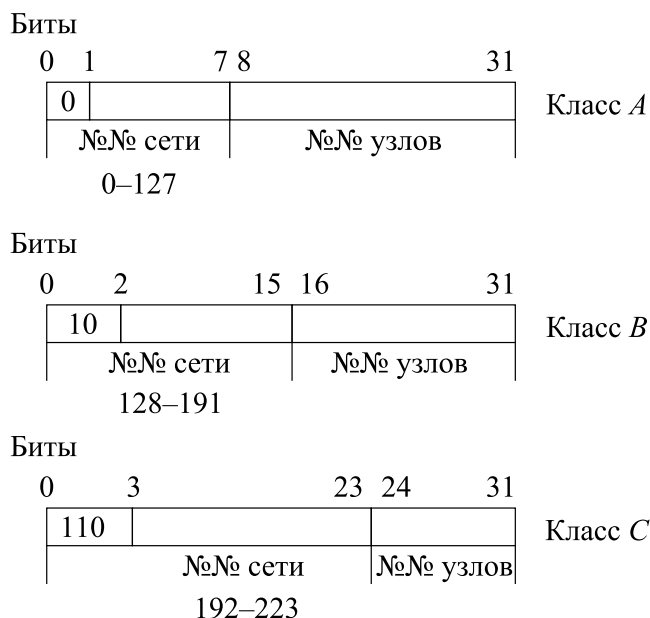 Биты
0 1 7 8 31
0 Класс A
№№ сети №№ узлов
0–127
Биты
0 2 15 16 31
10 Класс B
№№ сети №№ узлов
128–191
Биты
0 3 23 24 31
110 Класс C
№№ сети №№ узлов
192–223